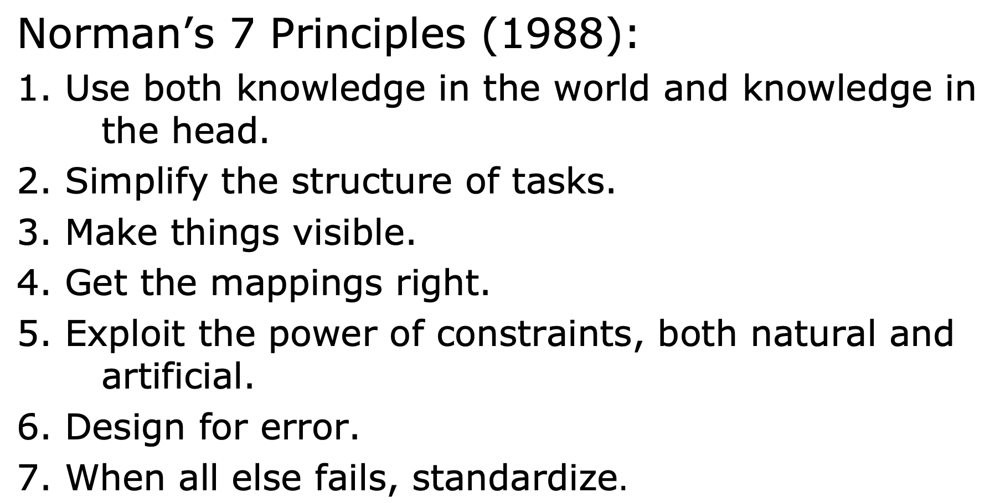 Norman’s 7 Principles (1988):
1. Use both knowledge in the world and knowledge in
the head.
2. Simplify the structure of tasks.
3. Make things visible.
4. Get the mappings right.
5. Exploit the power of constraints, both natural and
artificial.
6. Design for error.
7. When all else fails, standardize.